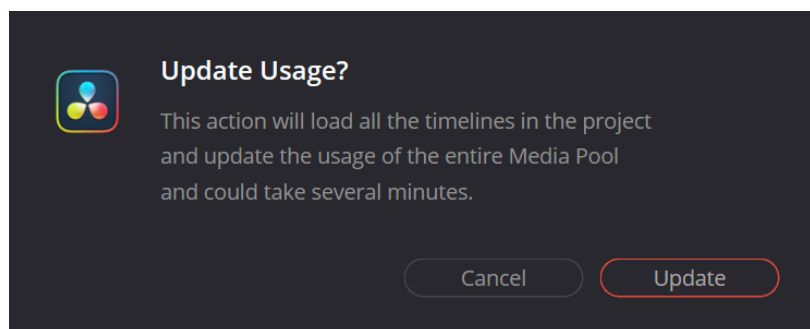 Update Usage?
This action will load all the timelines in the project
and update the usage of the entire Media Pool
and could take several minutes.
Cancel
Update